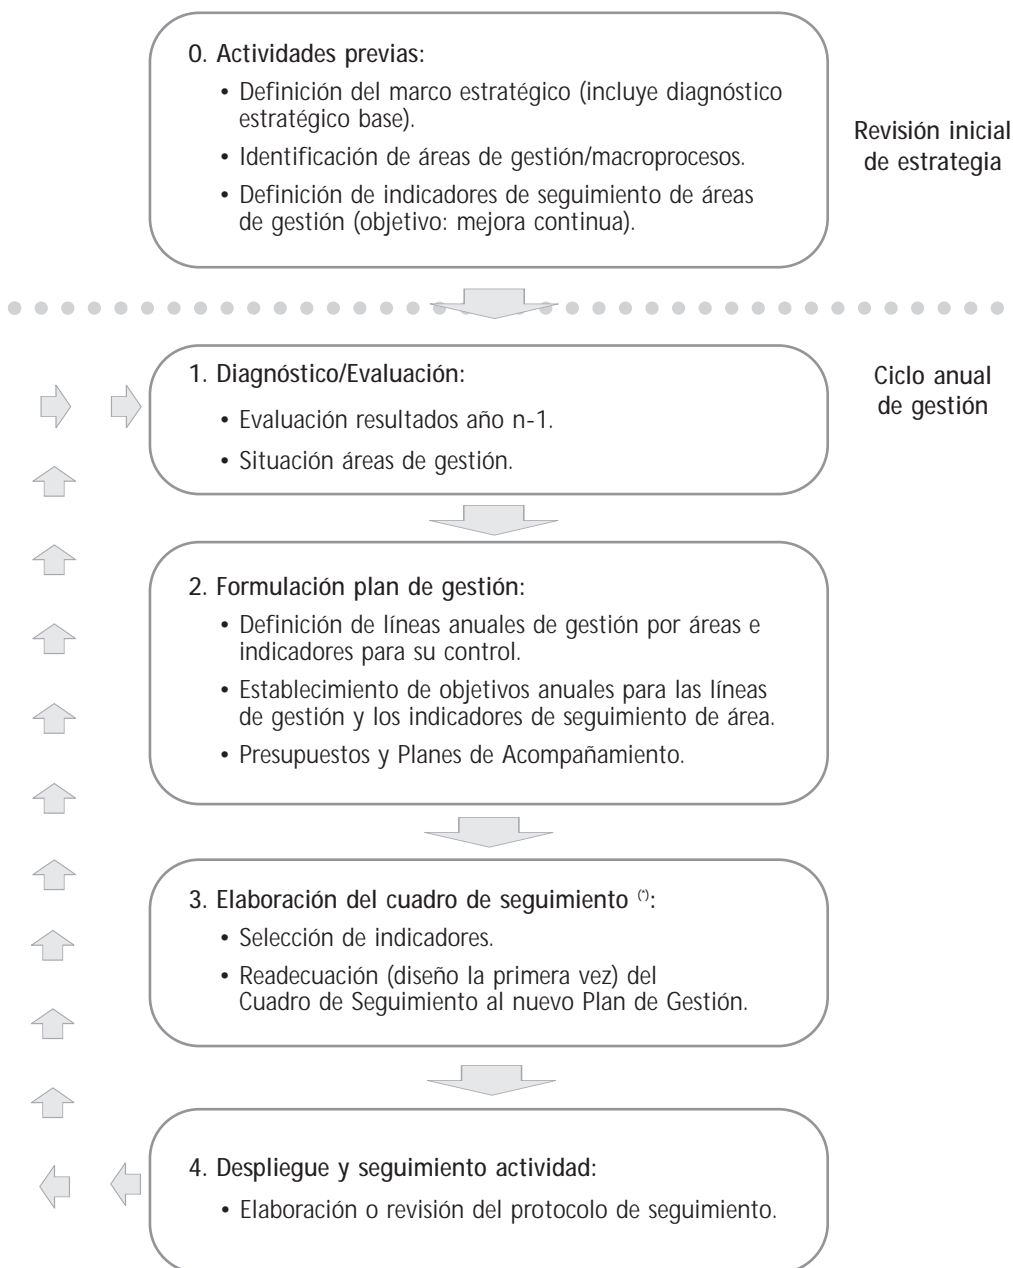 0. Actividades previas:
• Definición del marco estratégico (incluye diagnóstico
estratégico base).
• Identificación de áreas de gestión/macroprocesos.
• Definición de indicadores de seguimiento de áreas
de gestión (objetivo: mejora continua).
Revisión inicial
de estrategia
1. Diagnóstico/Evaluación:
• Evaluación resultados año n-1.
• Situación áreas de gestión.
Ciclo anual
de gestión
2. Formulación plan de gestión:
• Definición de líneas anuales de gestión por áreas e
indicadores para su control.
• Establecimiento de objetivos anuales para las líneas
de gestión y los indicadores de seguimiento de área.
• Presupuestos y Planes de Acompañamiento.
3. Elaboración del cuadro de seguimiento (*):
• Selección de indicadores.
• Readecuación (diseño la primera vez) del
Cuadro de Seguimiento al nuevo Plan de Gestión.
4. Despliegue y seguimiento actividad:
• Elaboración o revisión del protocolo de seguimiento.